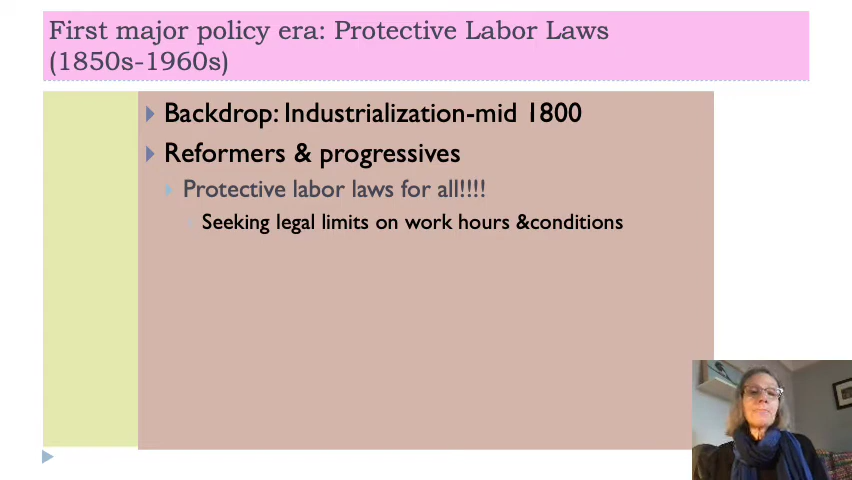 First major policy era: Protective Labor Laws
(1850s-1960s)
Backdrop: Industrialization-mid 1800
Reformers & progressives
Protective labor laws for all!!!!
Seeking legal limits on work hours &conditions